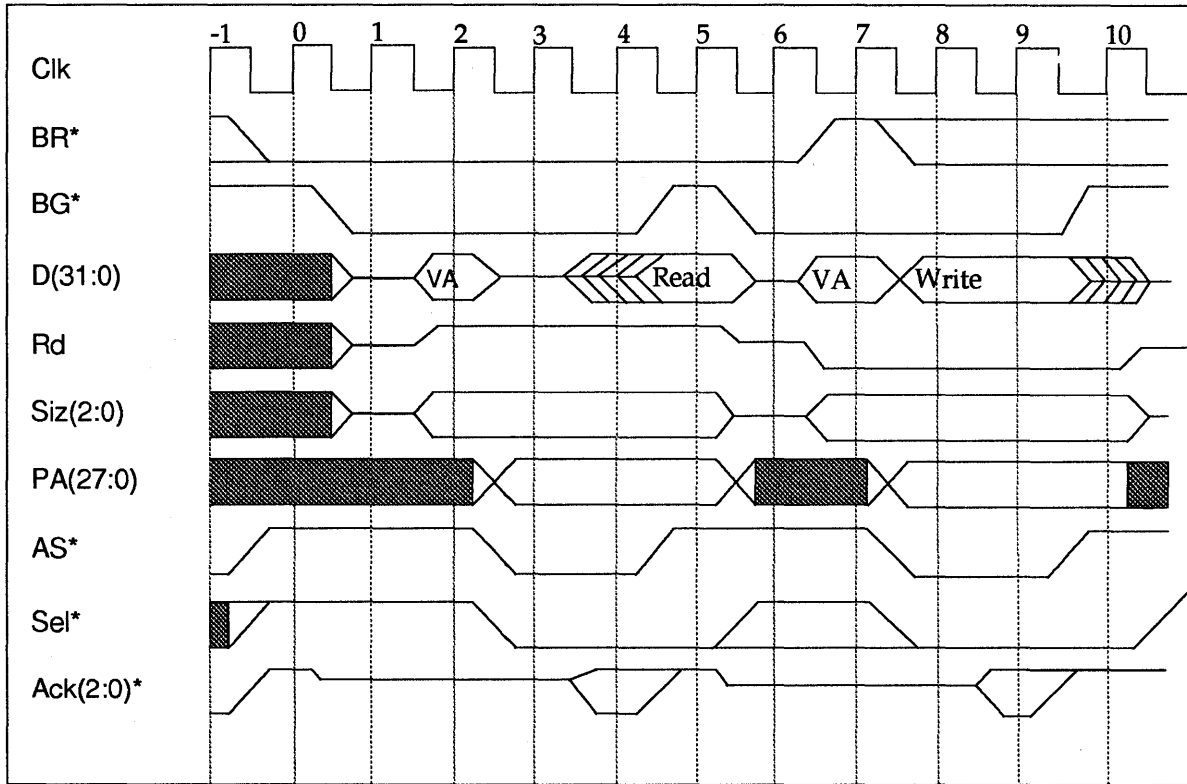 -1 0 1 2 3 4 5 6 7 8 9 10
Clk
BR*
BG*
D(31:0) VA Read VA Write
Rd
Siz(2:0)
PA(27:0)
AS*
Sel*
Ack(2:0)*